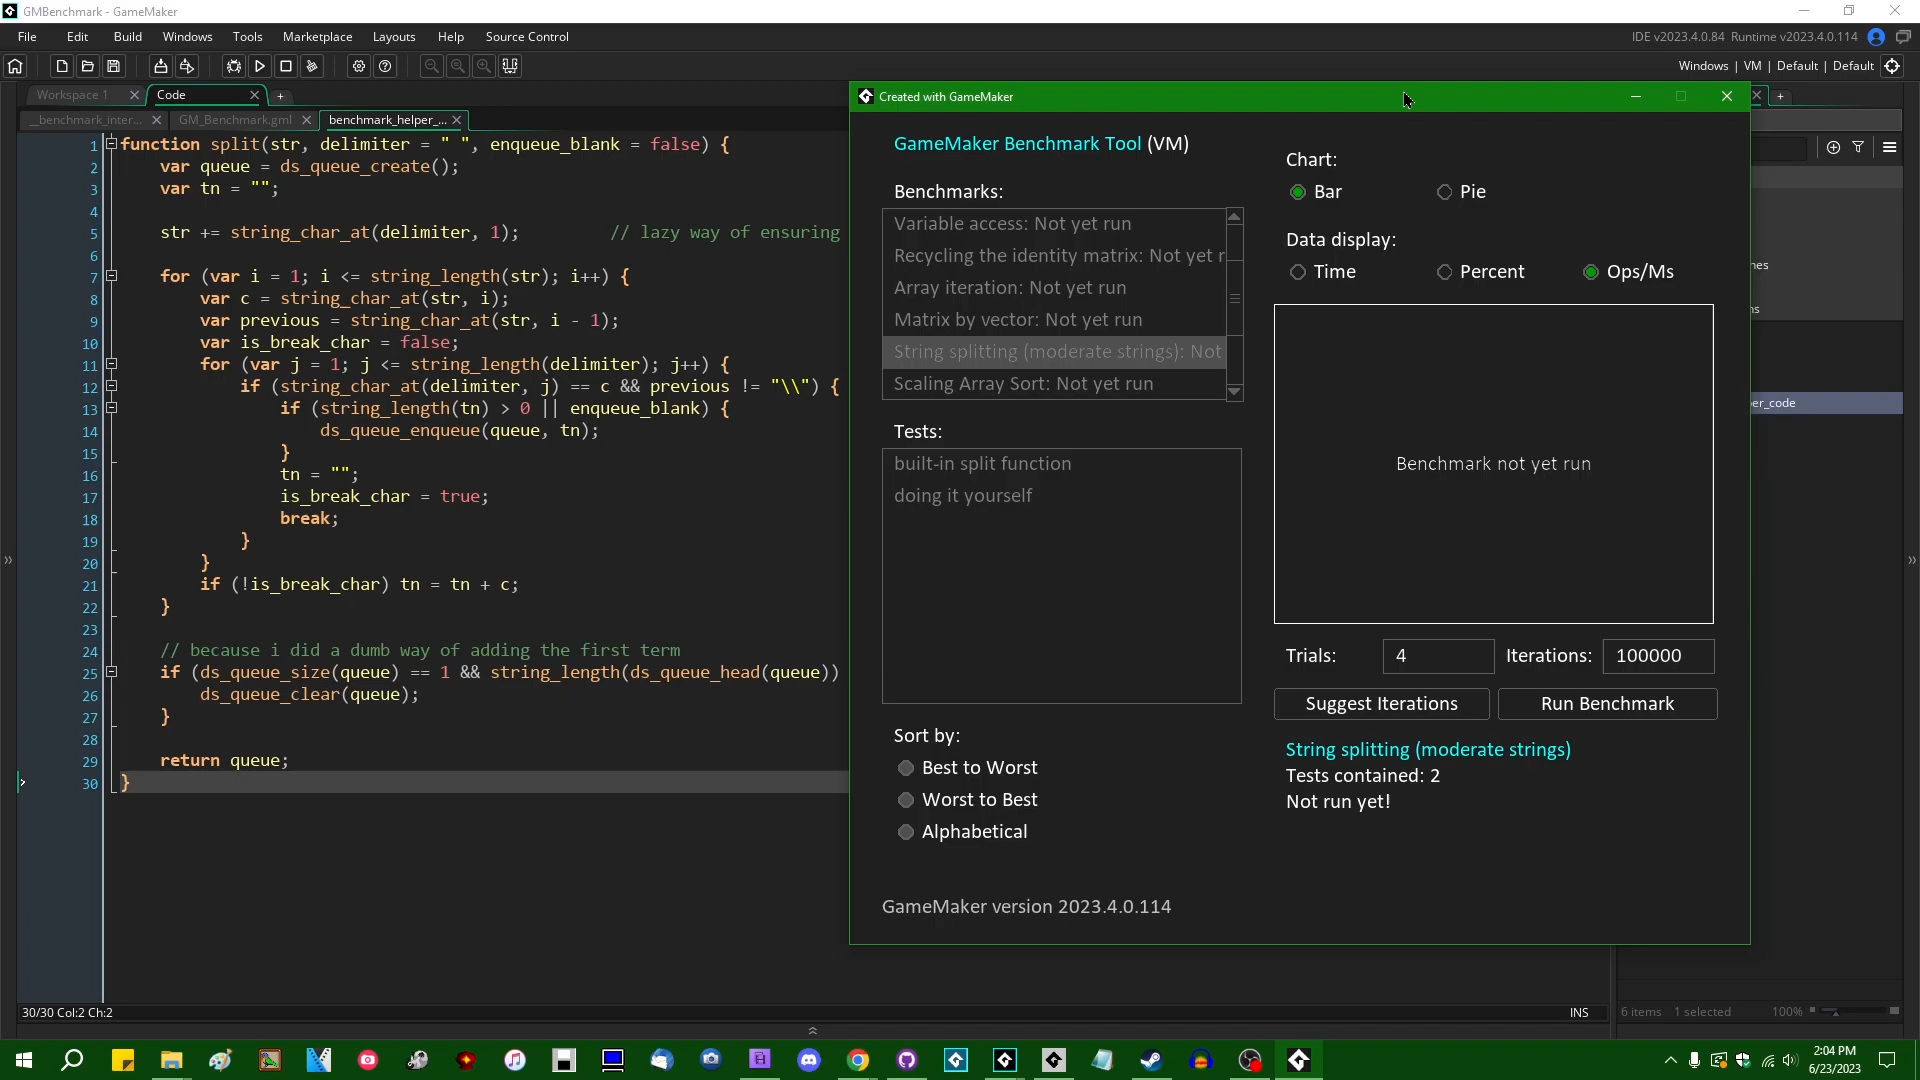 GMBenchmark - GameMaker
File Edit Build Windows Tools Marketplace Layouts Help Source Control
IDE v2023.4.0.84 Runtime v2023.4.0.114
Windows | VM | Default | Default
Workspace 1
Code
__benchmark_inter...
GM_Benchmark.gml
benchmark_helper_...
1 function split(str, delimiter = " ", enqueue_blank = false) {
2 var queue = ds_queue_create();
3 var tn = "";
4
5 str += string_char_at(delimiter, 1); // lazy way of ensuring
6
7 for (var i = 1; i <= string_length(str); i++) {
8 var c = string_char_at(str, i);
9 var previous = string_char_at(str, i - 1);
10 var is_break_char = false;
11 for (var j = 1; j <= string_length(delimiter); j++) {
12 if (string_char_at(delimiter, j) == c && previous != "\\") {
13 if (string_length(tn) > 0 || enqueue_blank) {
14 ds_queue_enqueue(queue, tn);
15 }
16 tn = "";
17 is_break_char = true;
18 break;
19 }
20 }
21 if (!is_break_char) tn = tn + c;
22 }
23
24 // because i did a dumb way of adding the first term
25 if (ds_queue_size(queue) == 1 && string_length(ds_queue_head(queue))
26 ds_queue_clear(queue);
27 }
28
29 return queue;
30 }
30/30 Col:2 Ch:2
INS
Created with GameMaker
GameMaker Benchmark Tool (VM)
Benchmarks:
Variable access: Not yet run
Recycling the identity matrix: Not yet r
Array iteration: Not yet run
Matrix by vector: Not yet run
String splitting (moderate strings): Not
Scaling Array Sort: Not yet run
Tests:
built-in split function
doing it yourself
Sort by:
Best to Worst
Worst to Best
Alphabetical
GameMaker version 2023.4.0.114
Chart:
Bar Pie
Data display:
Time Percent Ops/Ms
Benchmark not yet run
Trials: 4 Iterations: 100000
Suggest Iterations Run Benchmark
String splitting (moderate strings)
Tests contained: 2
Not run yet!
nes
ns
er_code
6 items 1 selected 100%
2:04 PM
6/23/2023